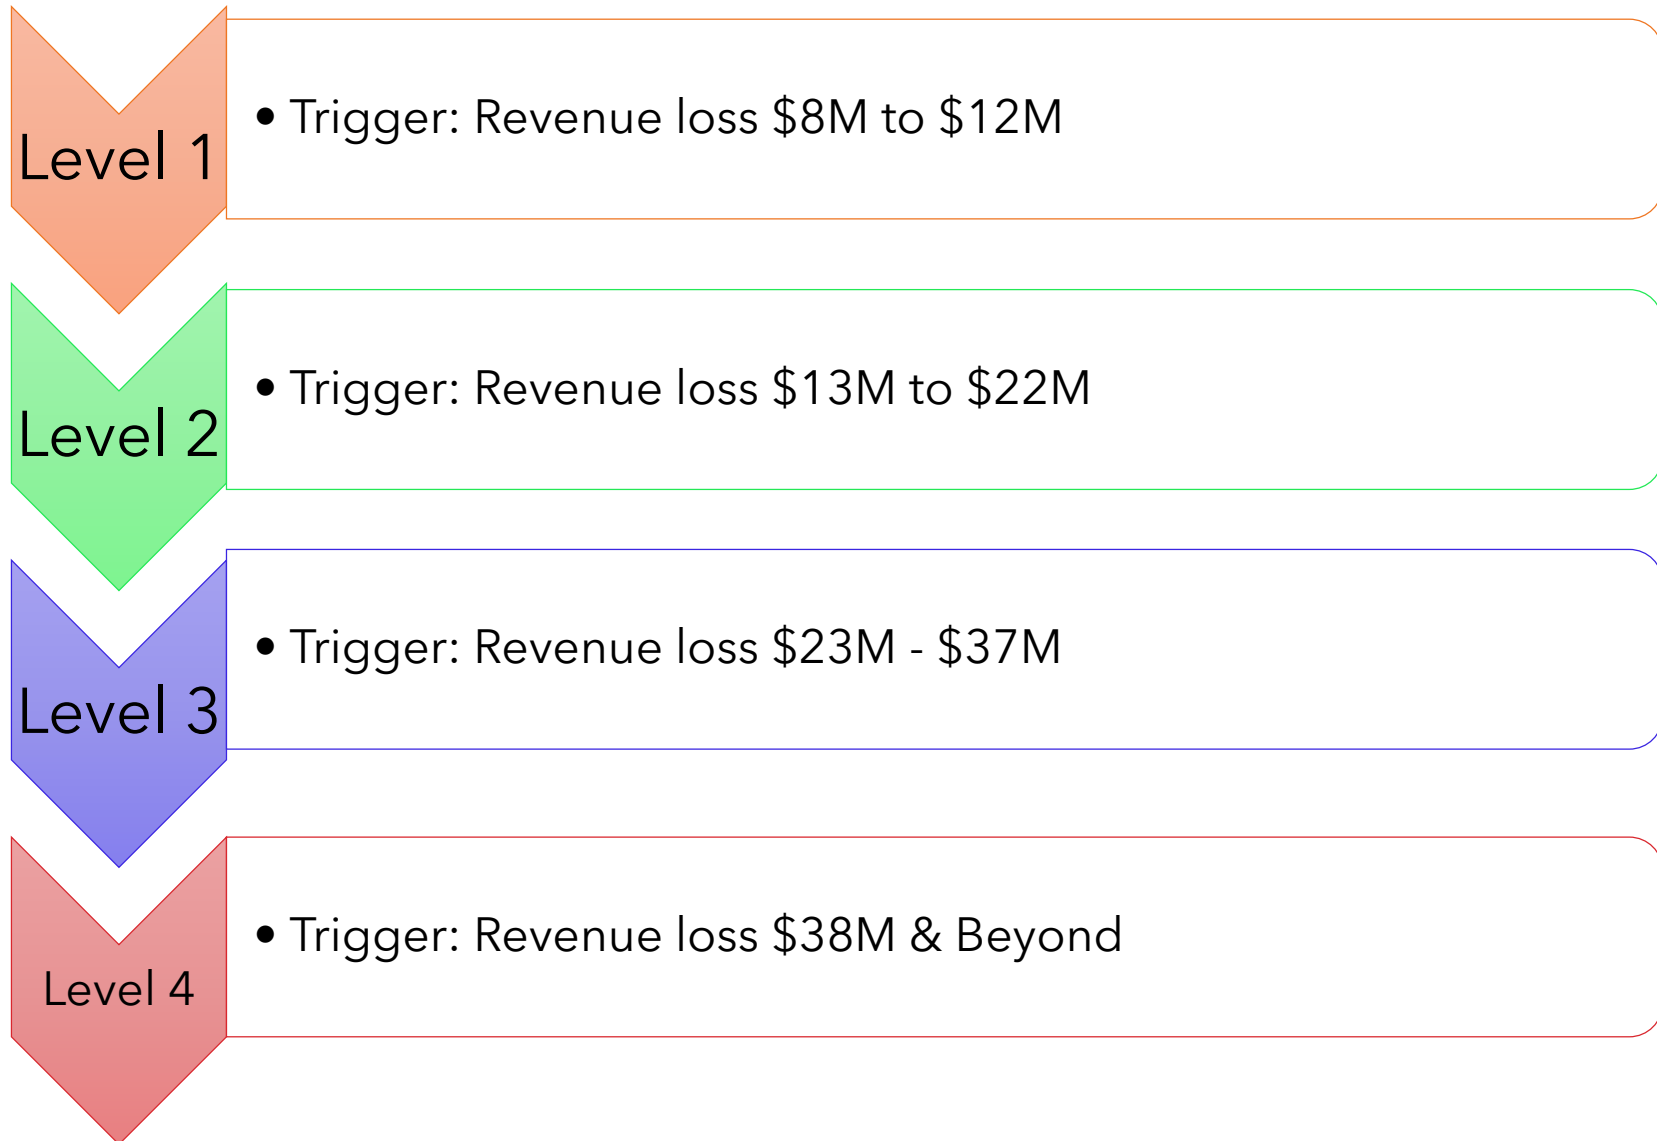 Level 1
• Trigger: Revenue loss $8M to $12M
Level 2
• Trigger: Revenue loss $13M to $22M
Level 3
• Trigger: Revenue loss $23M - $37M
Level 4
• Trigger: Revenue loss $38M & Beyond